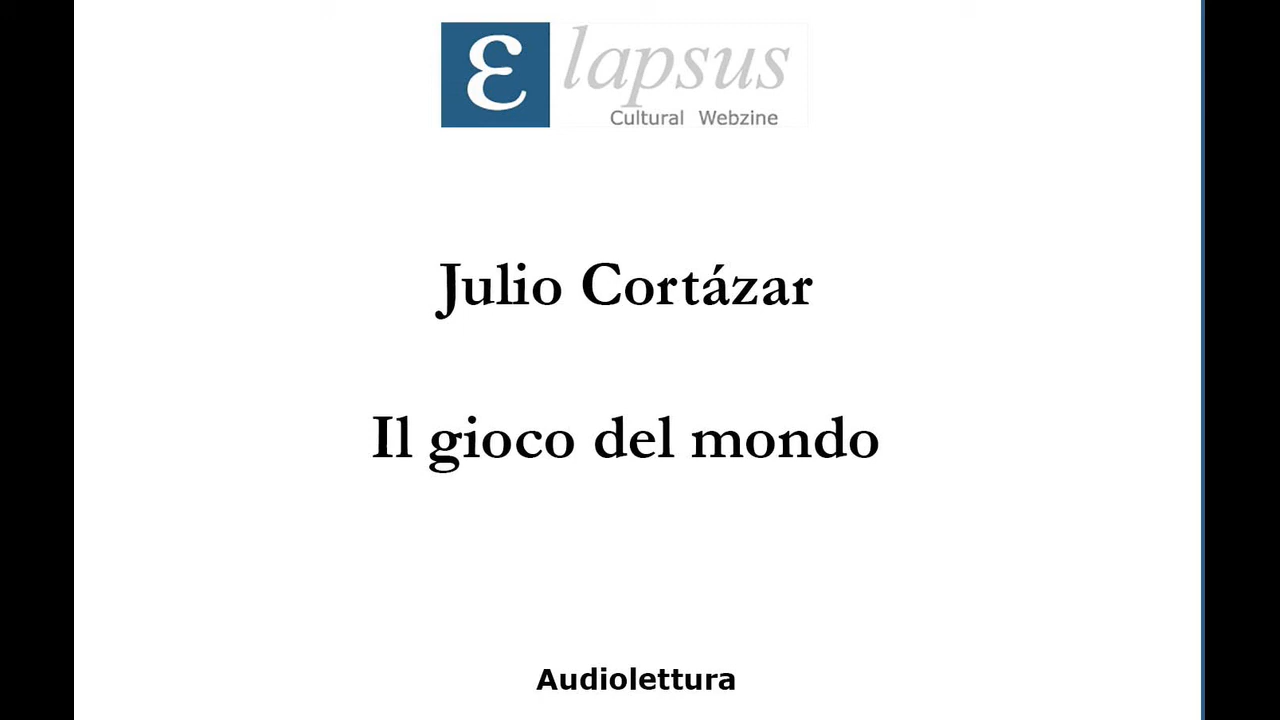 ε lapsus
Cultural Webzine
Julio Cortázar
Il gioco del mondo
Audiolettura